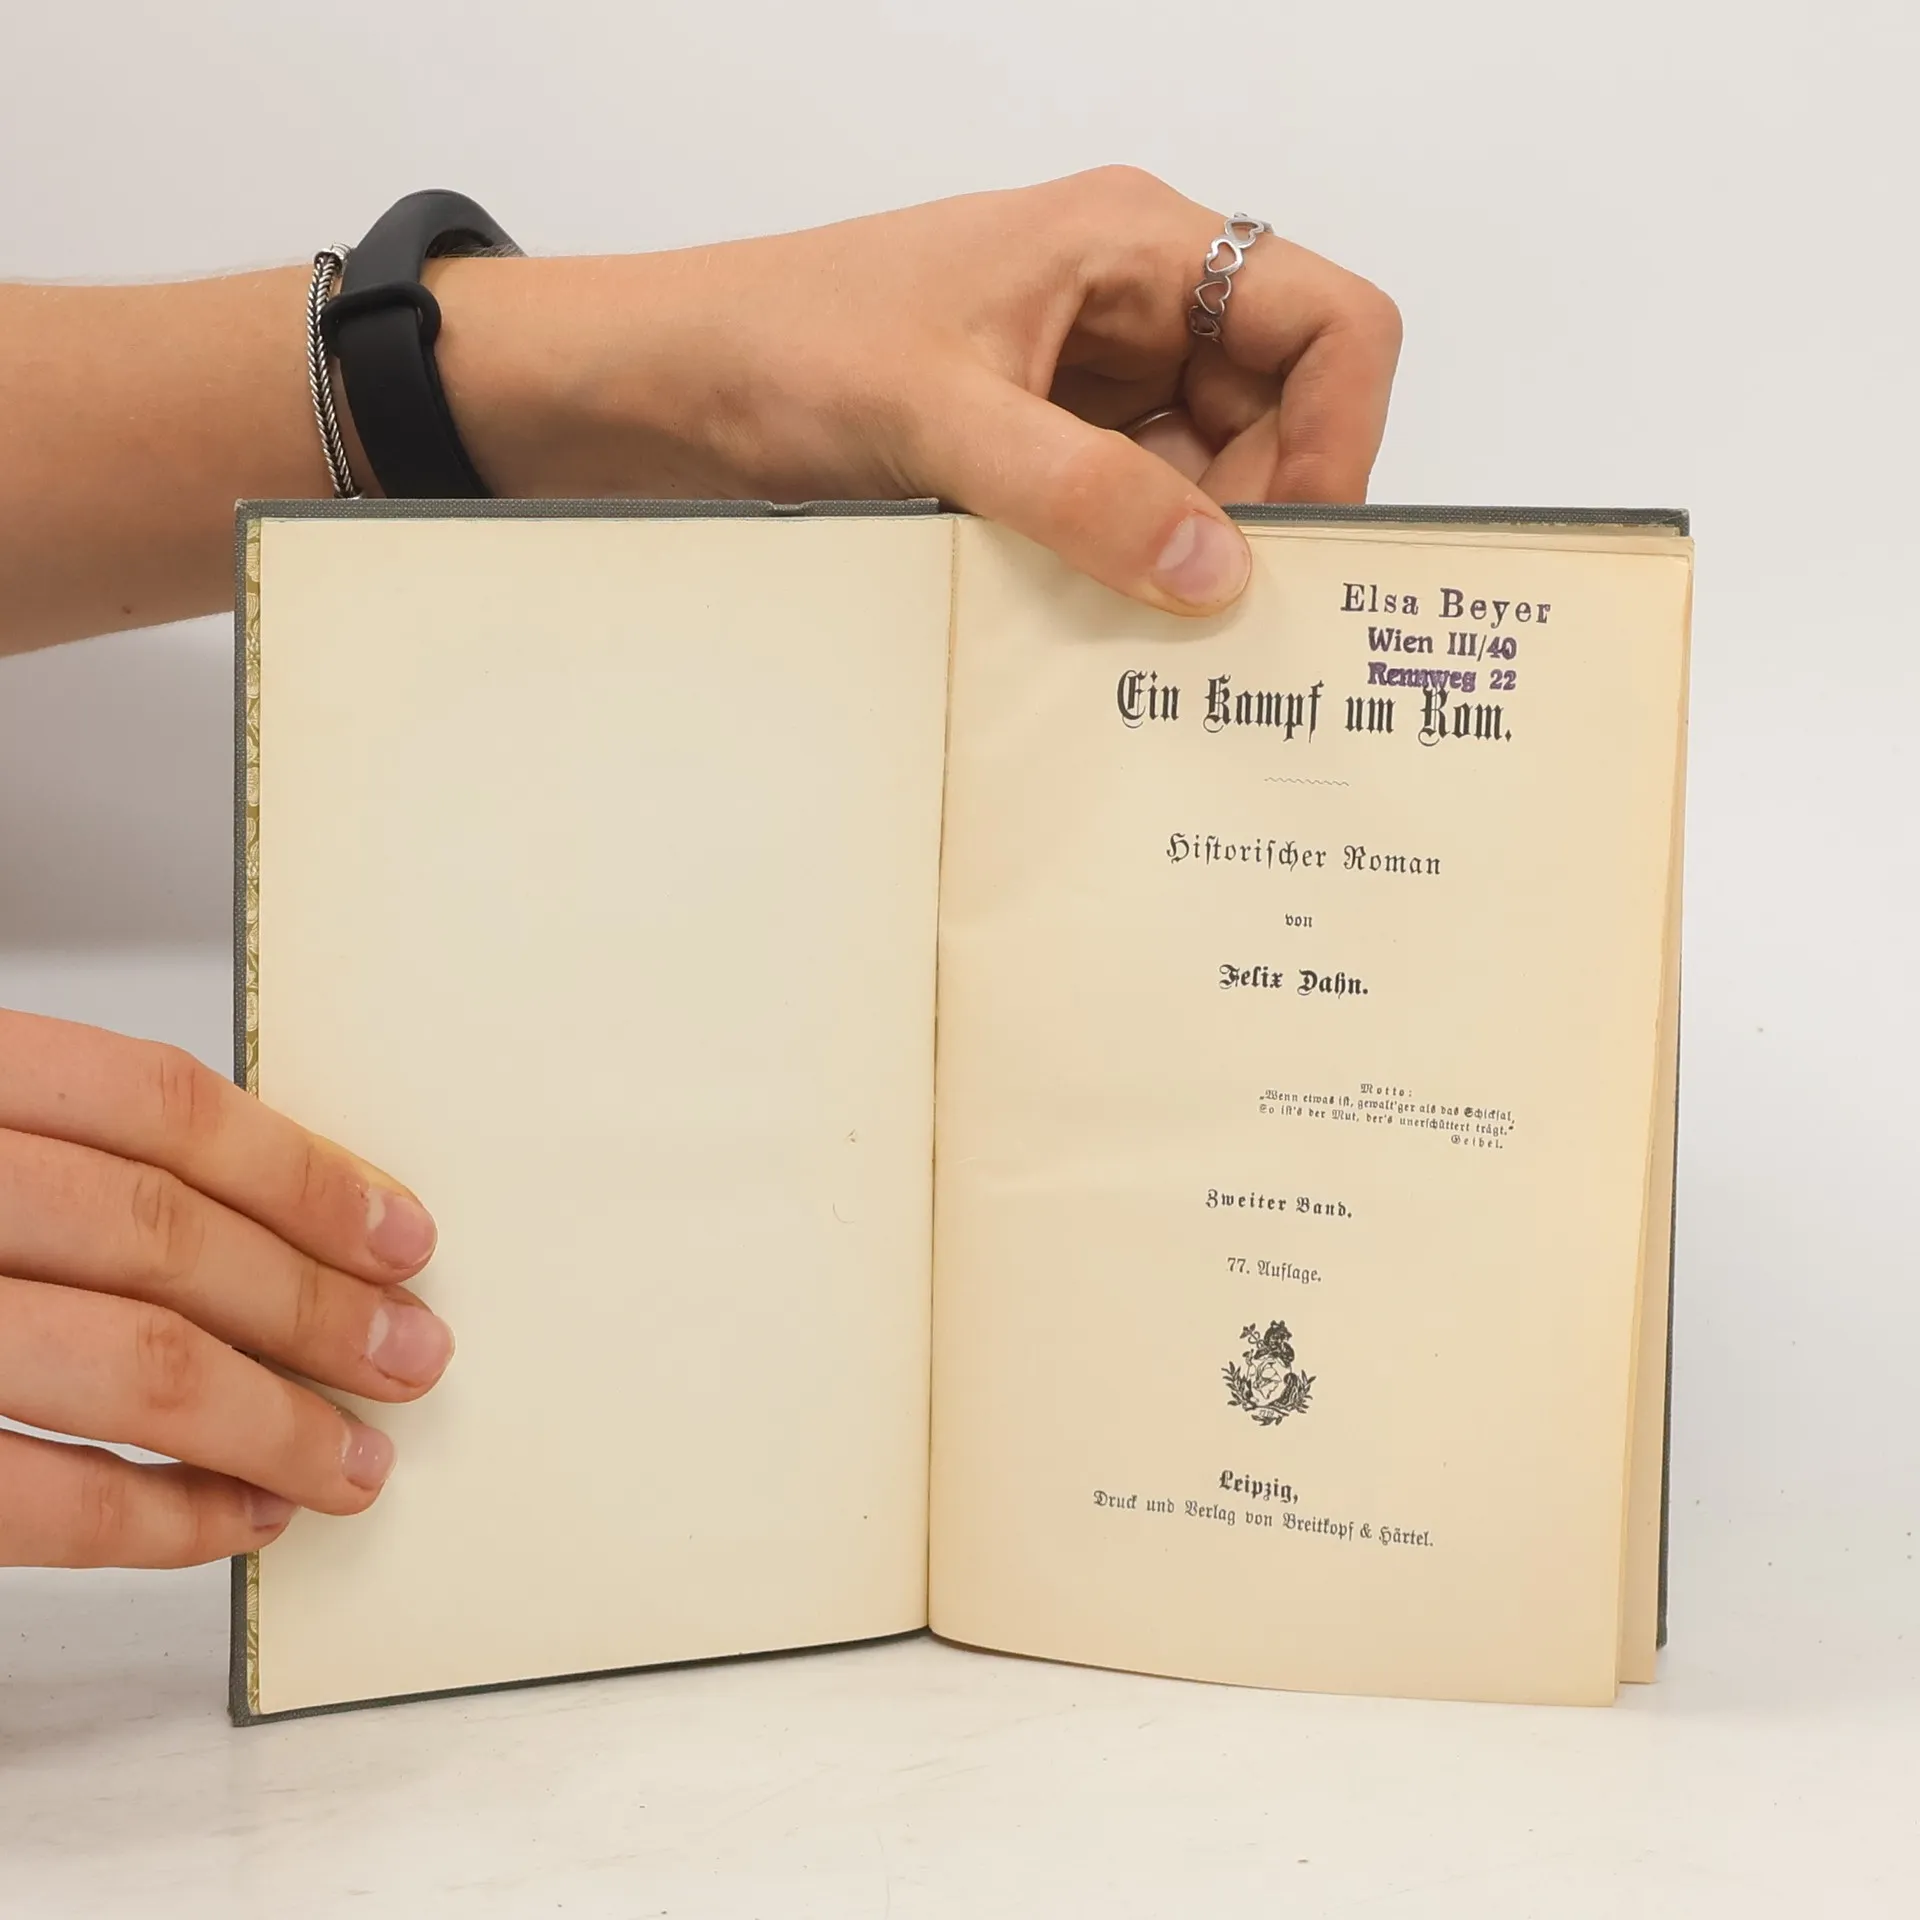 Elsa Beyer
Wien III/40
Rennweg 22
Ein Kampf um Rom.
Hiſtoriſcher Roman
von
Felix Dahn.
Motto:
„Wenn etwas iſt, gewalt'ger als das Schickſal,
So iſt's der Mut, der's unerſchüttert trägt.“
Geibel.
Zweiter Band.
77. Auflage.
Leipzig,
Druck und Verlag von Breitkopf & Härtel.